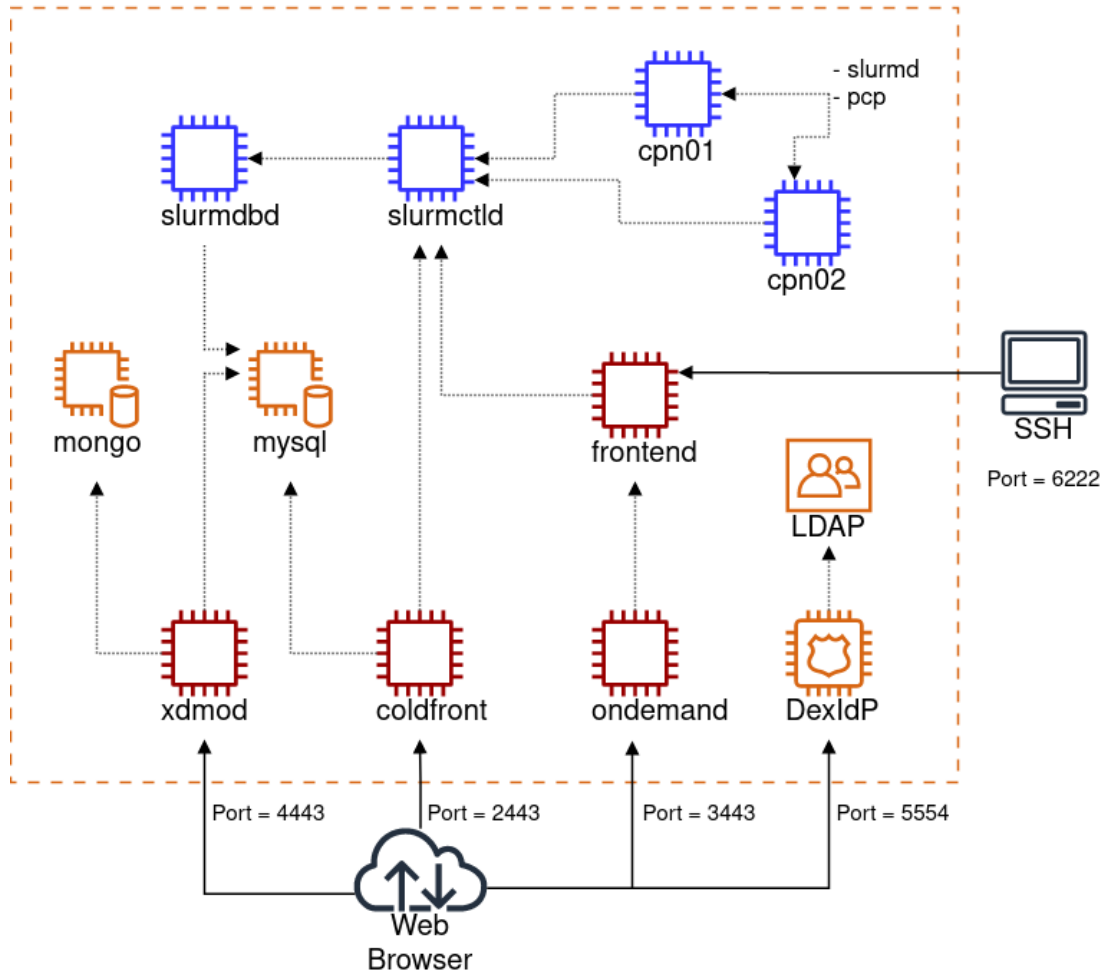 - slurmd
- pcp
cpn01
slurmdbd
slurmctld
cpn02
mongo
mysql
frontend
SSH
Port = 6222
LDAP
xdmod
coldfront
ondemand
DexIdP
Port = 4443
Port = 2443
Port = 3443
Port = 5554
Web
Browser